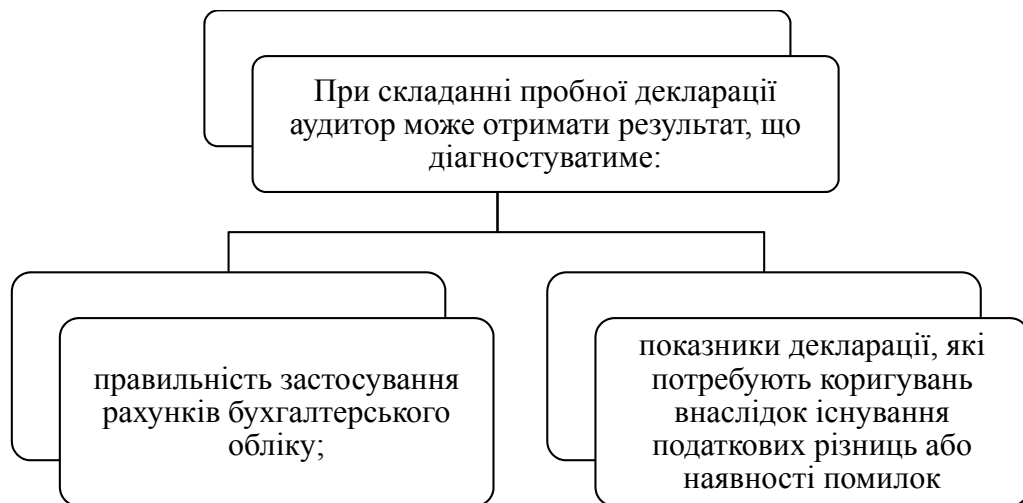 При складанні пробної декларації
аудитор може отримати результат, що
діагностуватиме:
правильність застосування
рахунків бухгалтерського
обліку;
показники декларації, які
потребують коригувань
внаслідок існування
податкових різниць або
наявності помилок